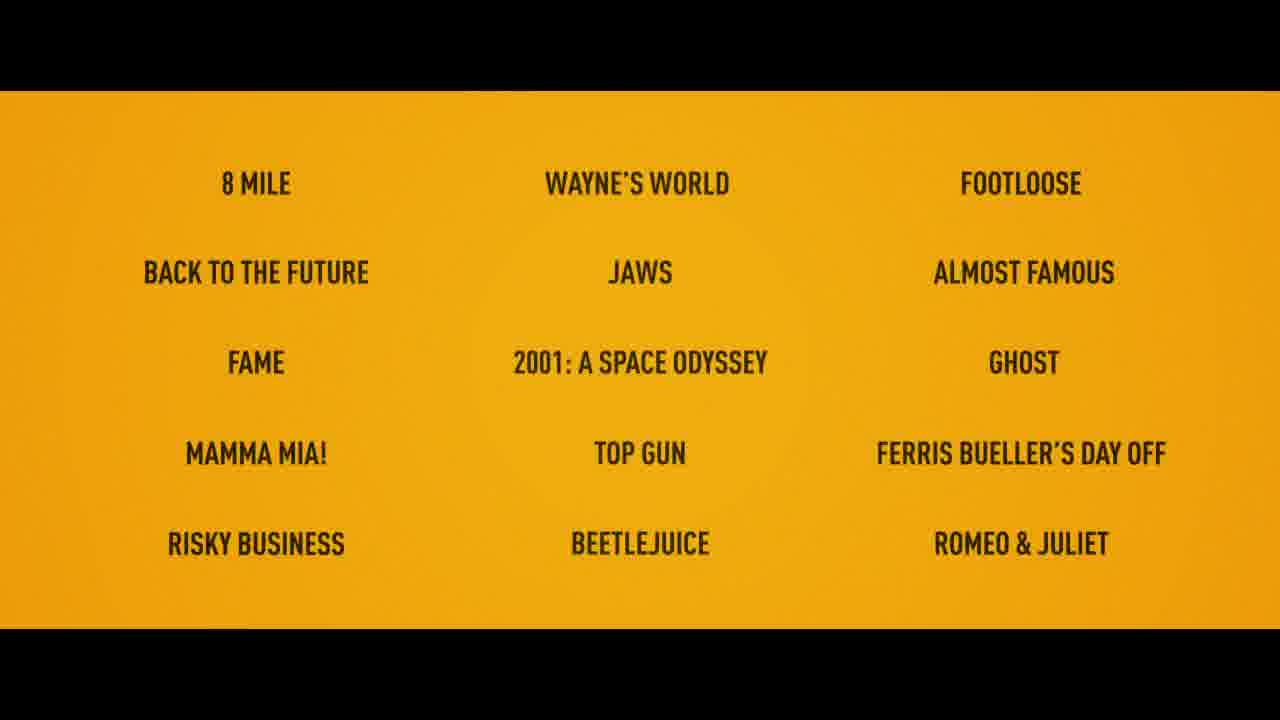 8 MILE
WAYNE'S WORLD
FOOTLOOSE
BACK TO THE FUTURE
JAWS
ALMOST FAMOUS
FAME
2001: A SPACE ODYSSEY
GHOST
MAMMA MIA!
TOP GUN
FERRIS BUELLER'S DAY OFF
RISKY BUSINESS
BEETLEJUICE
ROMEO & JULIET